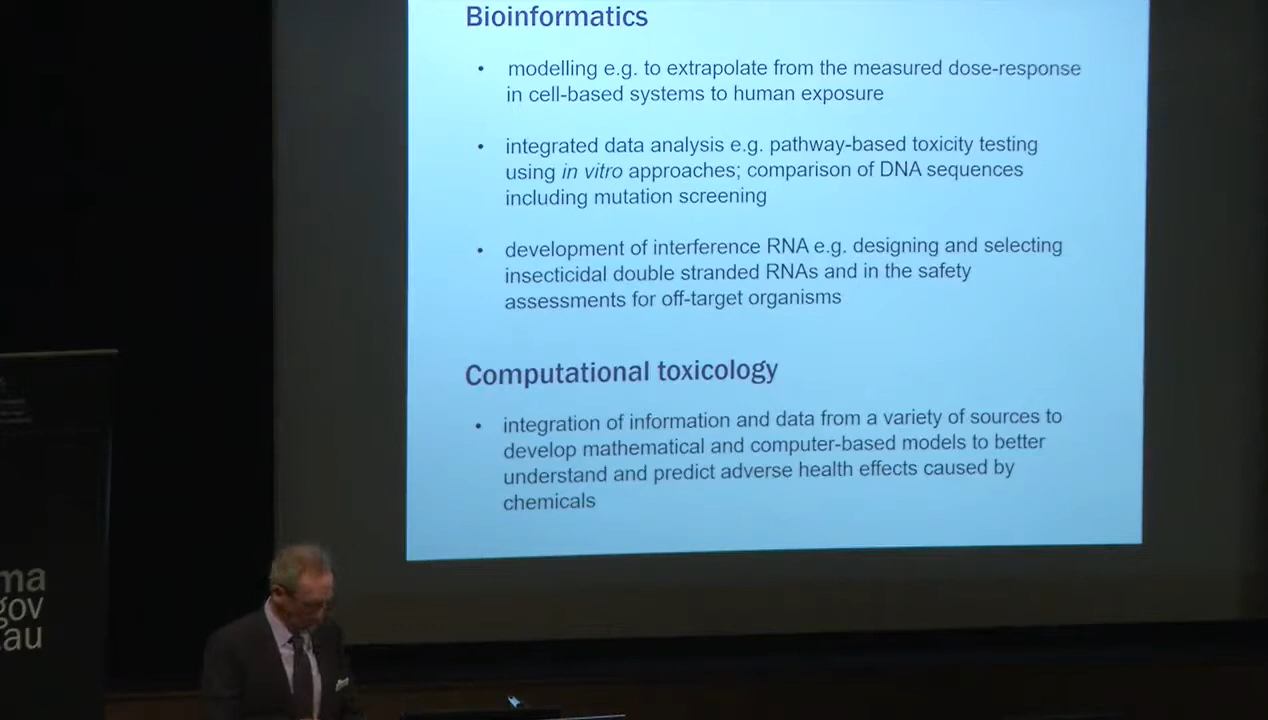 Bioinformatics
• modelling e.g. to extrapolate from the measured dose-response
in cell-based systems to human exposure
• integrated data analysis e.g. pathway-based toxicity testing
using in vitro approaches; comparison of DNA sequences
including mutation screening
• development of interference RNA e.g. designing and selecting
insecticidal double stranded RNAs and in the safety
assessments for off-target organisms
Computational toxicology
• integration of information and data from a variety of sources to
develop mathematical and computer-based models to better
understand and predict adverse health effects caused by
chemicals
ma
gov
.au